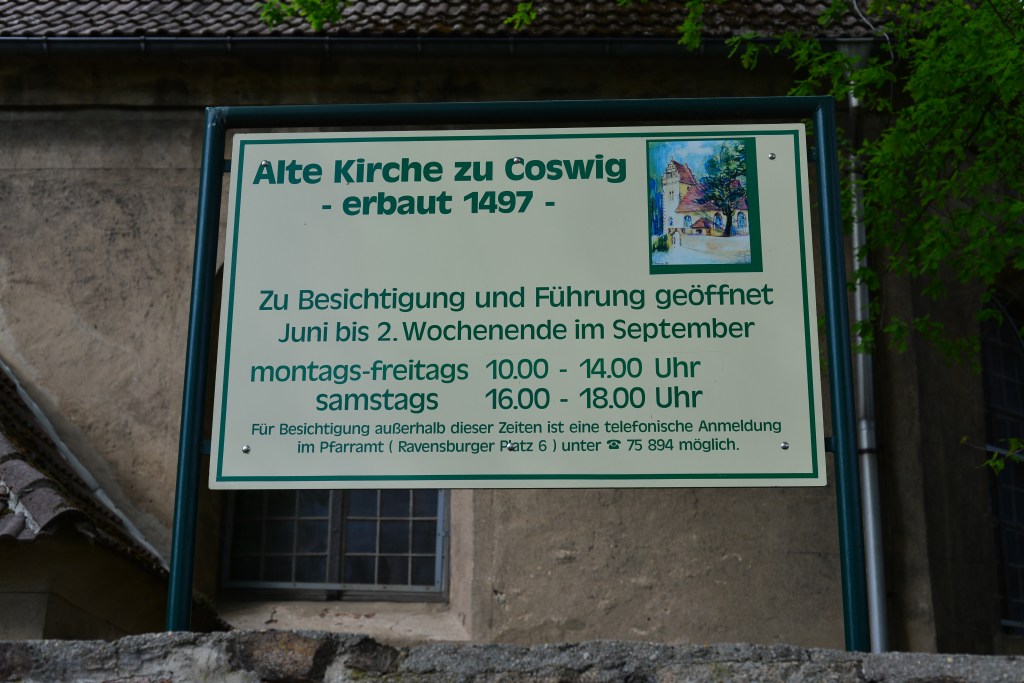 Alte Kirche zu Coswig
- erbaut 1497 -
Zu Besichtigung und Führung geöffnet
Juni bis 2. Wochenende im September
montags-freitags 10.00 - 14.00 Uhr
samstags 16.00 - 18.00 Uhr
Für Besichtigung außerhalb dieser Zeiten ist eine telefonische Anmeldung
im Pfarramt ( Ravensburger Platz 6 ) unter ☎ 75 894 möglich.